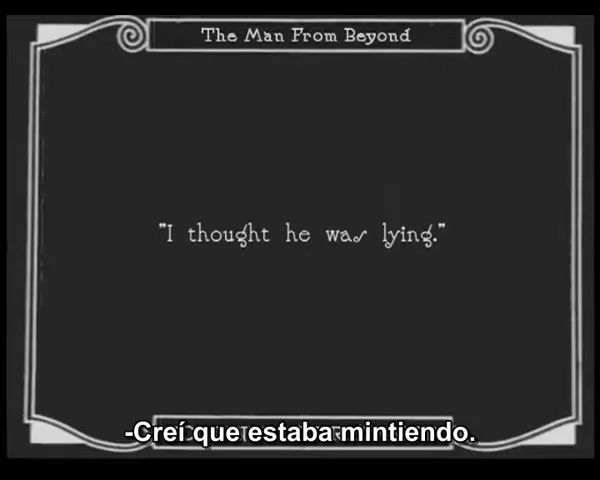 The Man From Beyond
"I thought he was lying."
-Creí que estaba mintiendo.